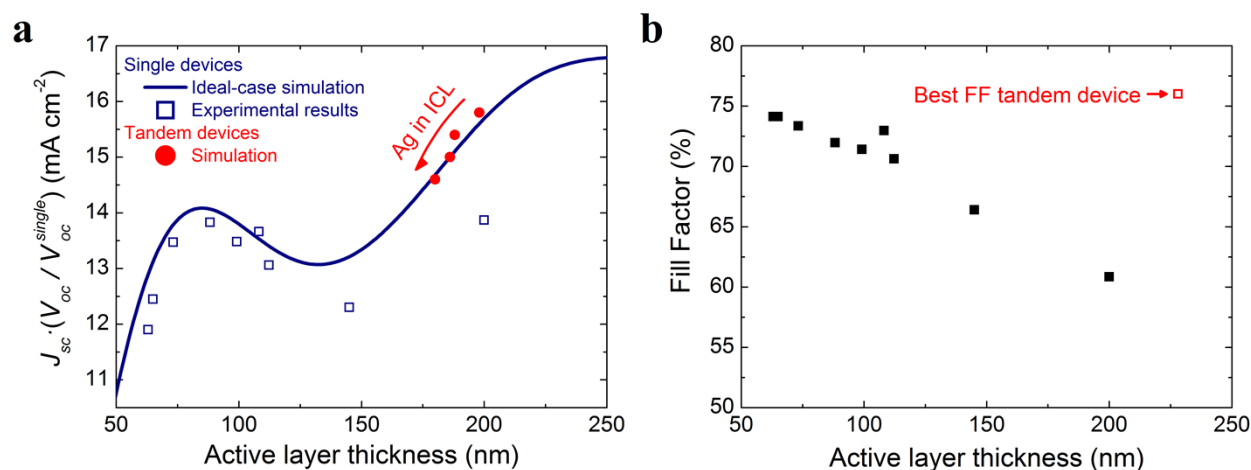 a
17
16
15
14
13
12
11
50
100
150
200
250
J_sc·(V_oc / V_oc^single) (mA cm⁻²)
Active layer thickness (nm)
Single devices
Ideal-case simulation
Experimental results
Tandem devices
Simulation
Ag in ICL
b
80
75
70
65
60
55
50
50
100
150
200
250
Fill Factor (%)
Active layer thickness (nm)
Best FF tandem device